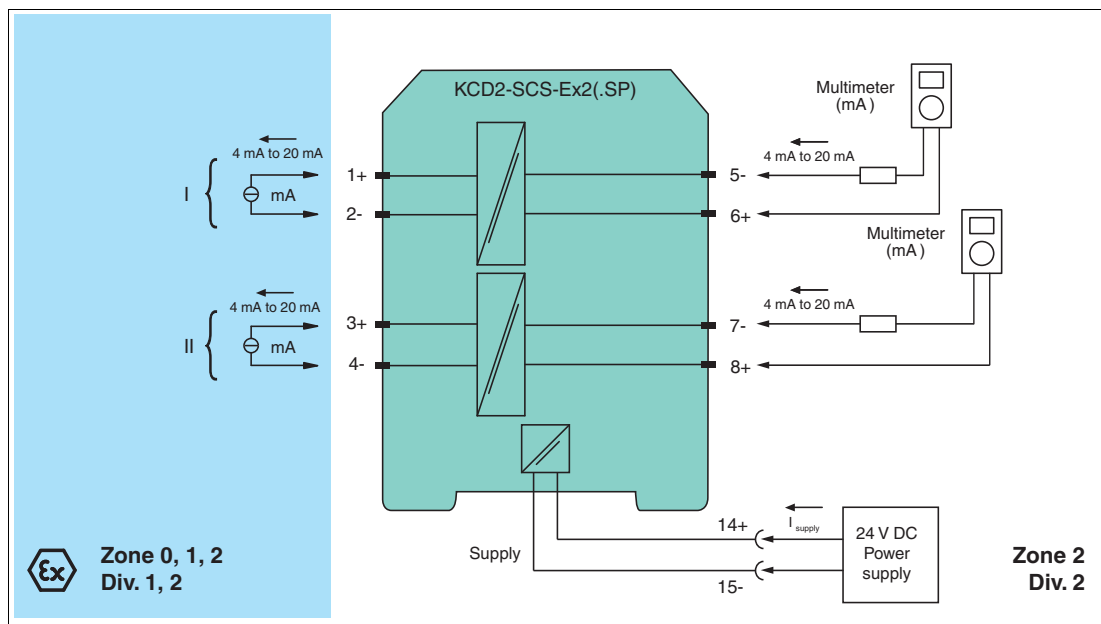 KCD2-SCS-Ex2(.SP)
Multimeter
(mA)
4 mA to 20 mA
I
mA
1+
2-
5-
6+
4 mA to 20 mA
Multimeter
(mA)
4 mA to 20 mA
II
mA
3+
4-
7-
8+
4 mA to 20 mA
Supply
14+
15-
I supply
24 V DC
Power
supply
Ex
Zone 0, 1, 2
Div. 1, 2
Zone 2
Div. 2